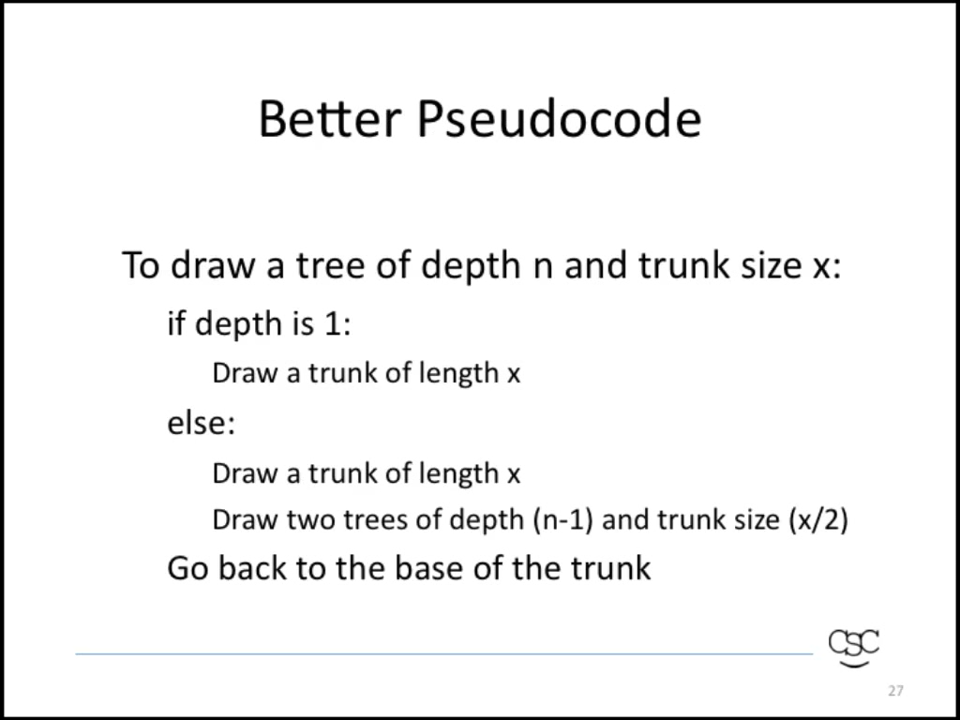 Better Pseudocode
To draw a tree of depth n and trunk size x:
if depth is 1:
Draw a trunk of length x
else:
Draw a trunk of length x
Draw two trees of depth (n-1) and trunk size (x/2)
Go back to the base of the trunk
CSC
27